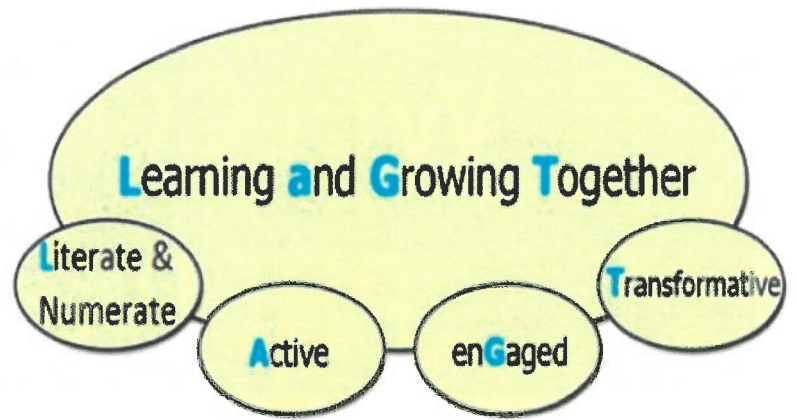 Learning and Growing Together
Literate &
Numerate
Active
enGaged
Transformative